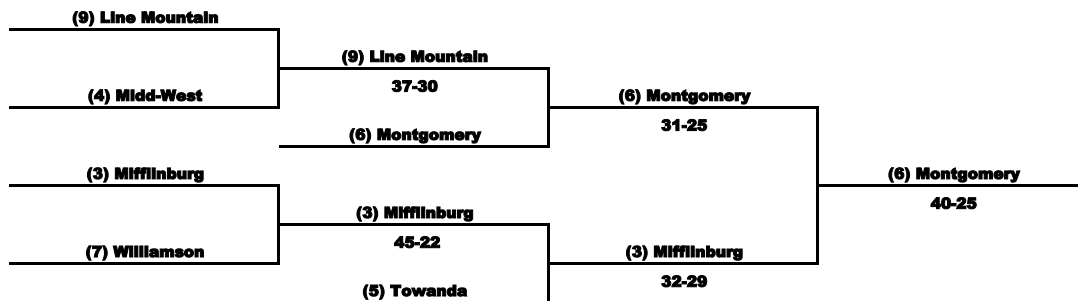 (9) Line Mountain
(9) Line Mountain
37-30
(4) Midd-West
(6) Montgomery
31-25
(6) Montgomery
(3) Mifflinburg
(6) Montgomery
40-25
(3) Mifflinburg
45-22
(7) Williamson
(3) Mifflinburg
32-29
(5) Towanda